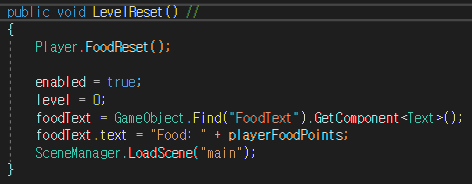 public void LevelReset() //
{
Player.FoodReset();
enabled = true;
level = 0;
foodText = GameObject.Find("FoodText").GetComponent<Text>();
foodText.text = "Food: " + playerFoodPoints;
SceneManager.LoadScene("main");
}